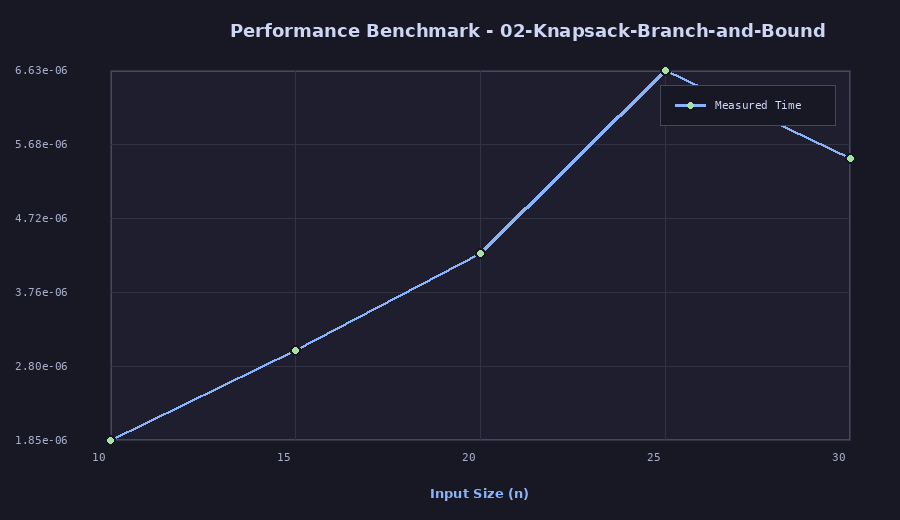 Performance Benchmark - 02-Knapsack-Branch-and-Bound
6.63e-06
Measured Time
5.68e-06
4.72e-06
3.76e-06
2.80e-06
1.85e-06
10 15 20 25 30
Input Size (n)